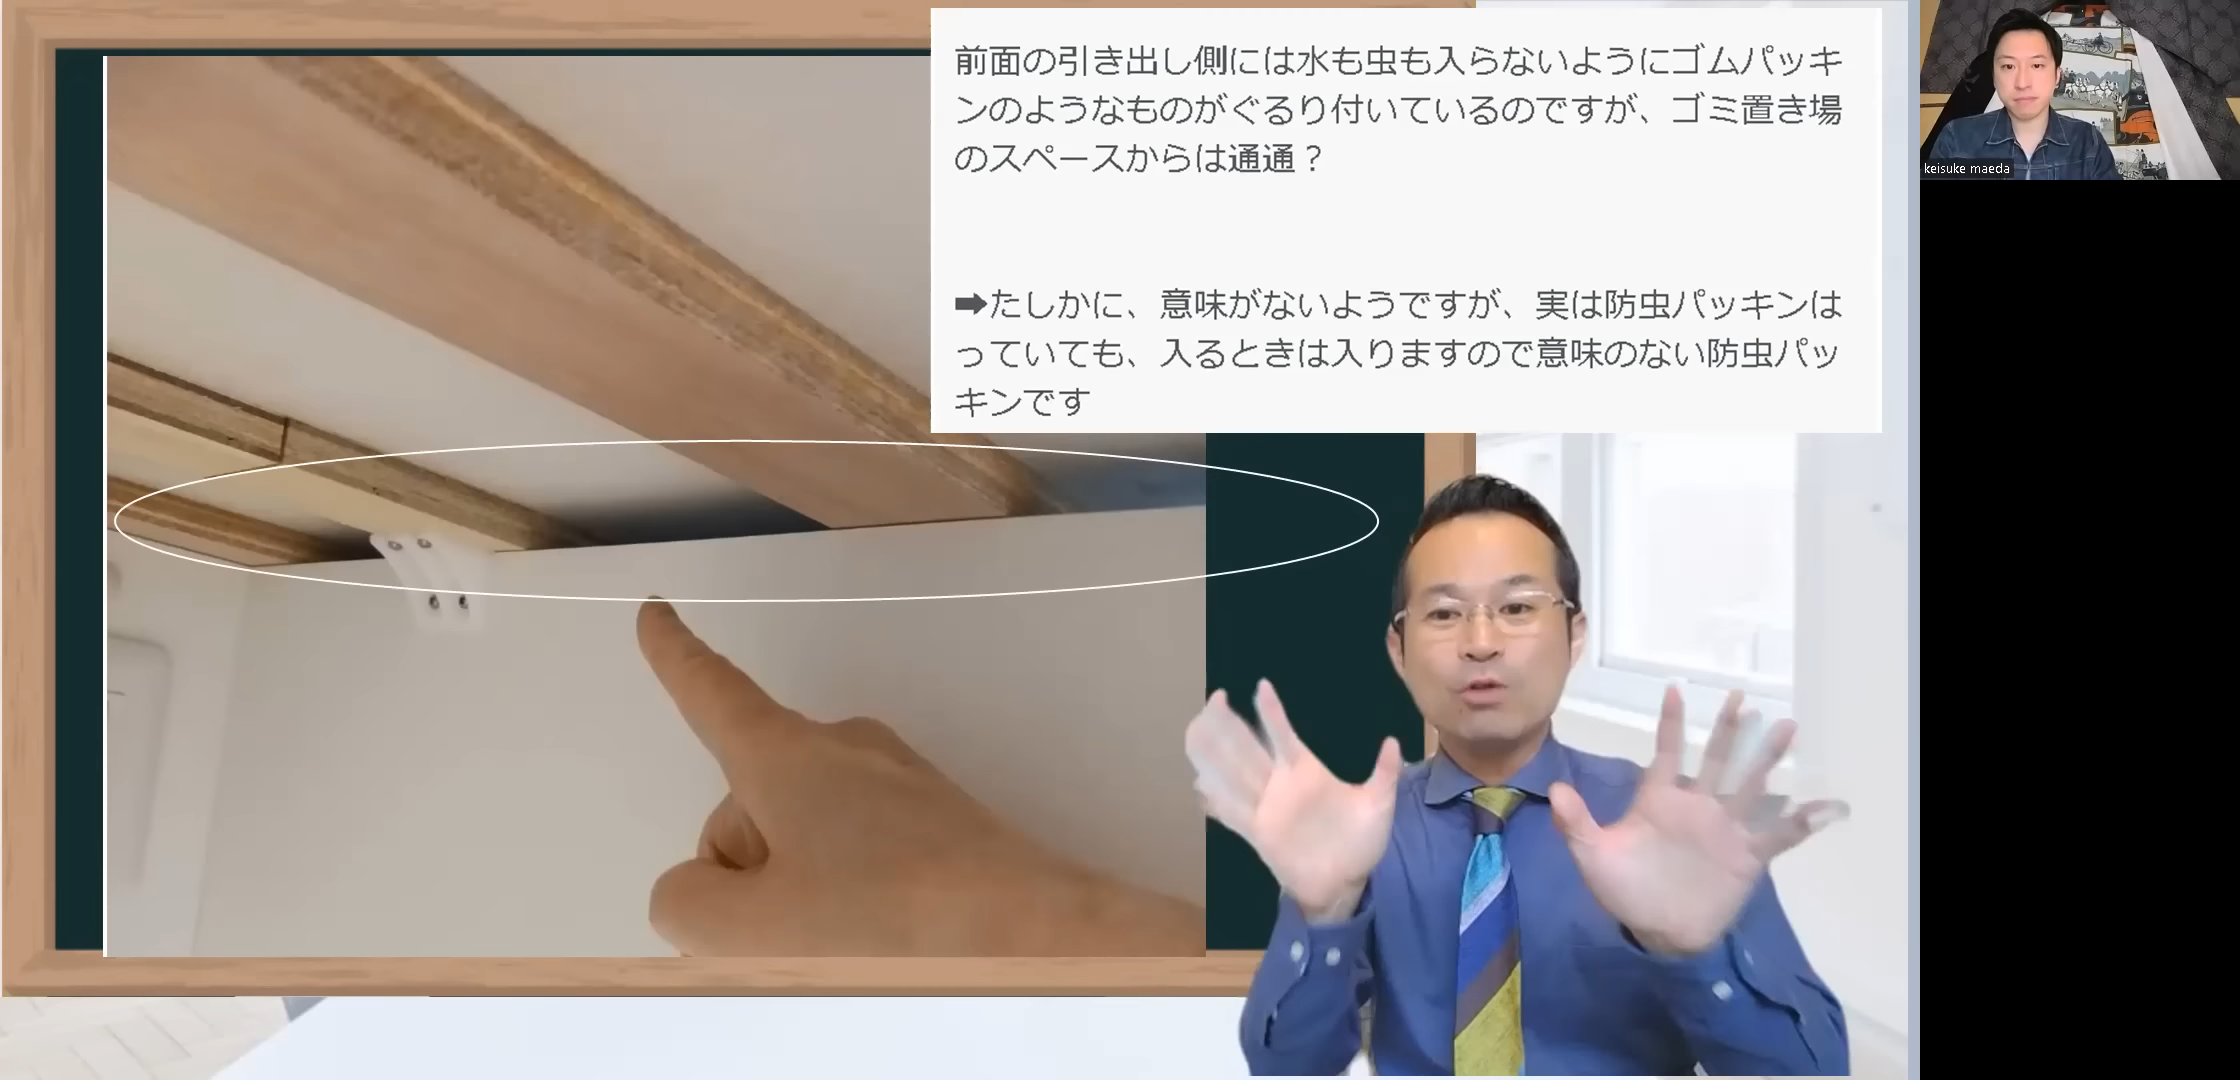 前面の引き出し側には水も虫も入らないようにゴムパッキ
ンのようなものがぐるり付いているのですが、ゴミ置き場
のスペースからは通通？
➡たしかに、意味がないようですが、実は防虫パッキンは
っていても、入るときは入りますので意味のない防虫パッ
キンです
keisuke maeda